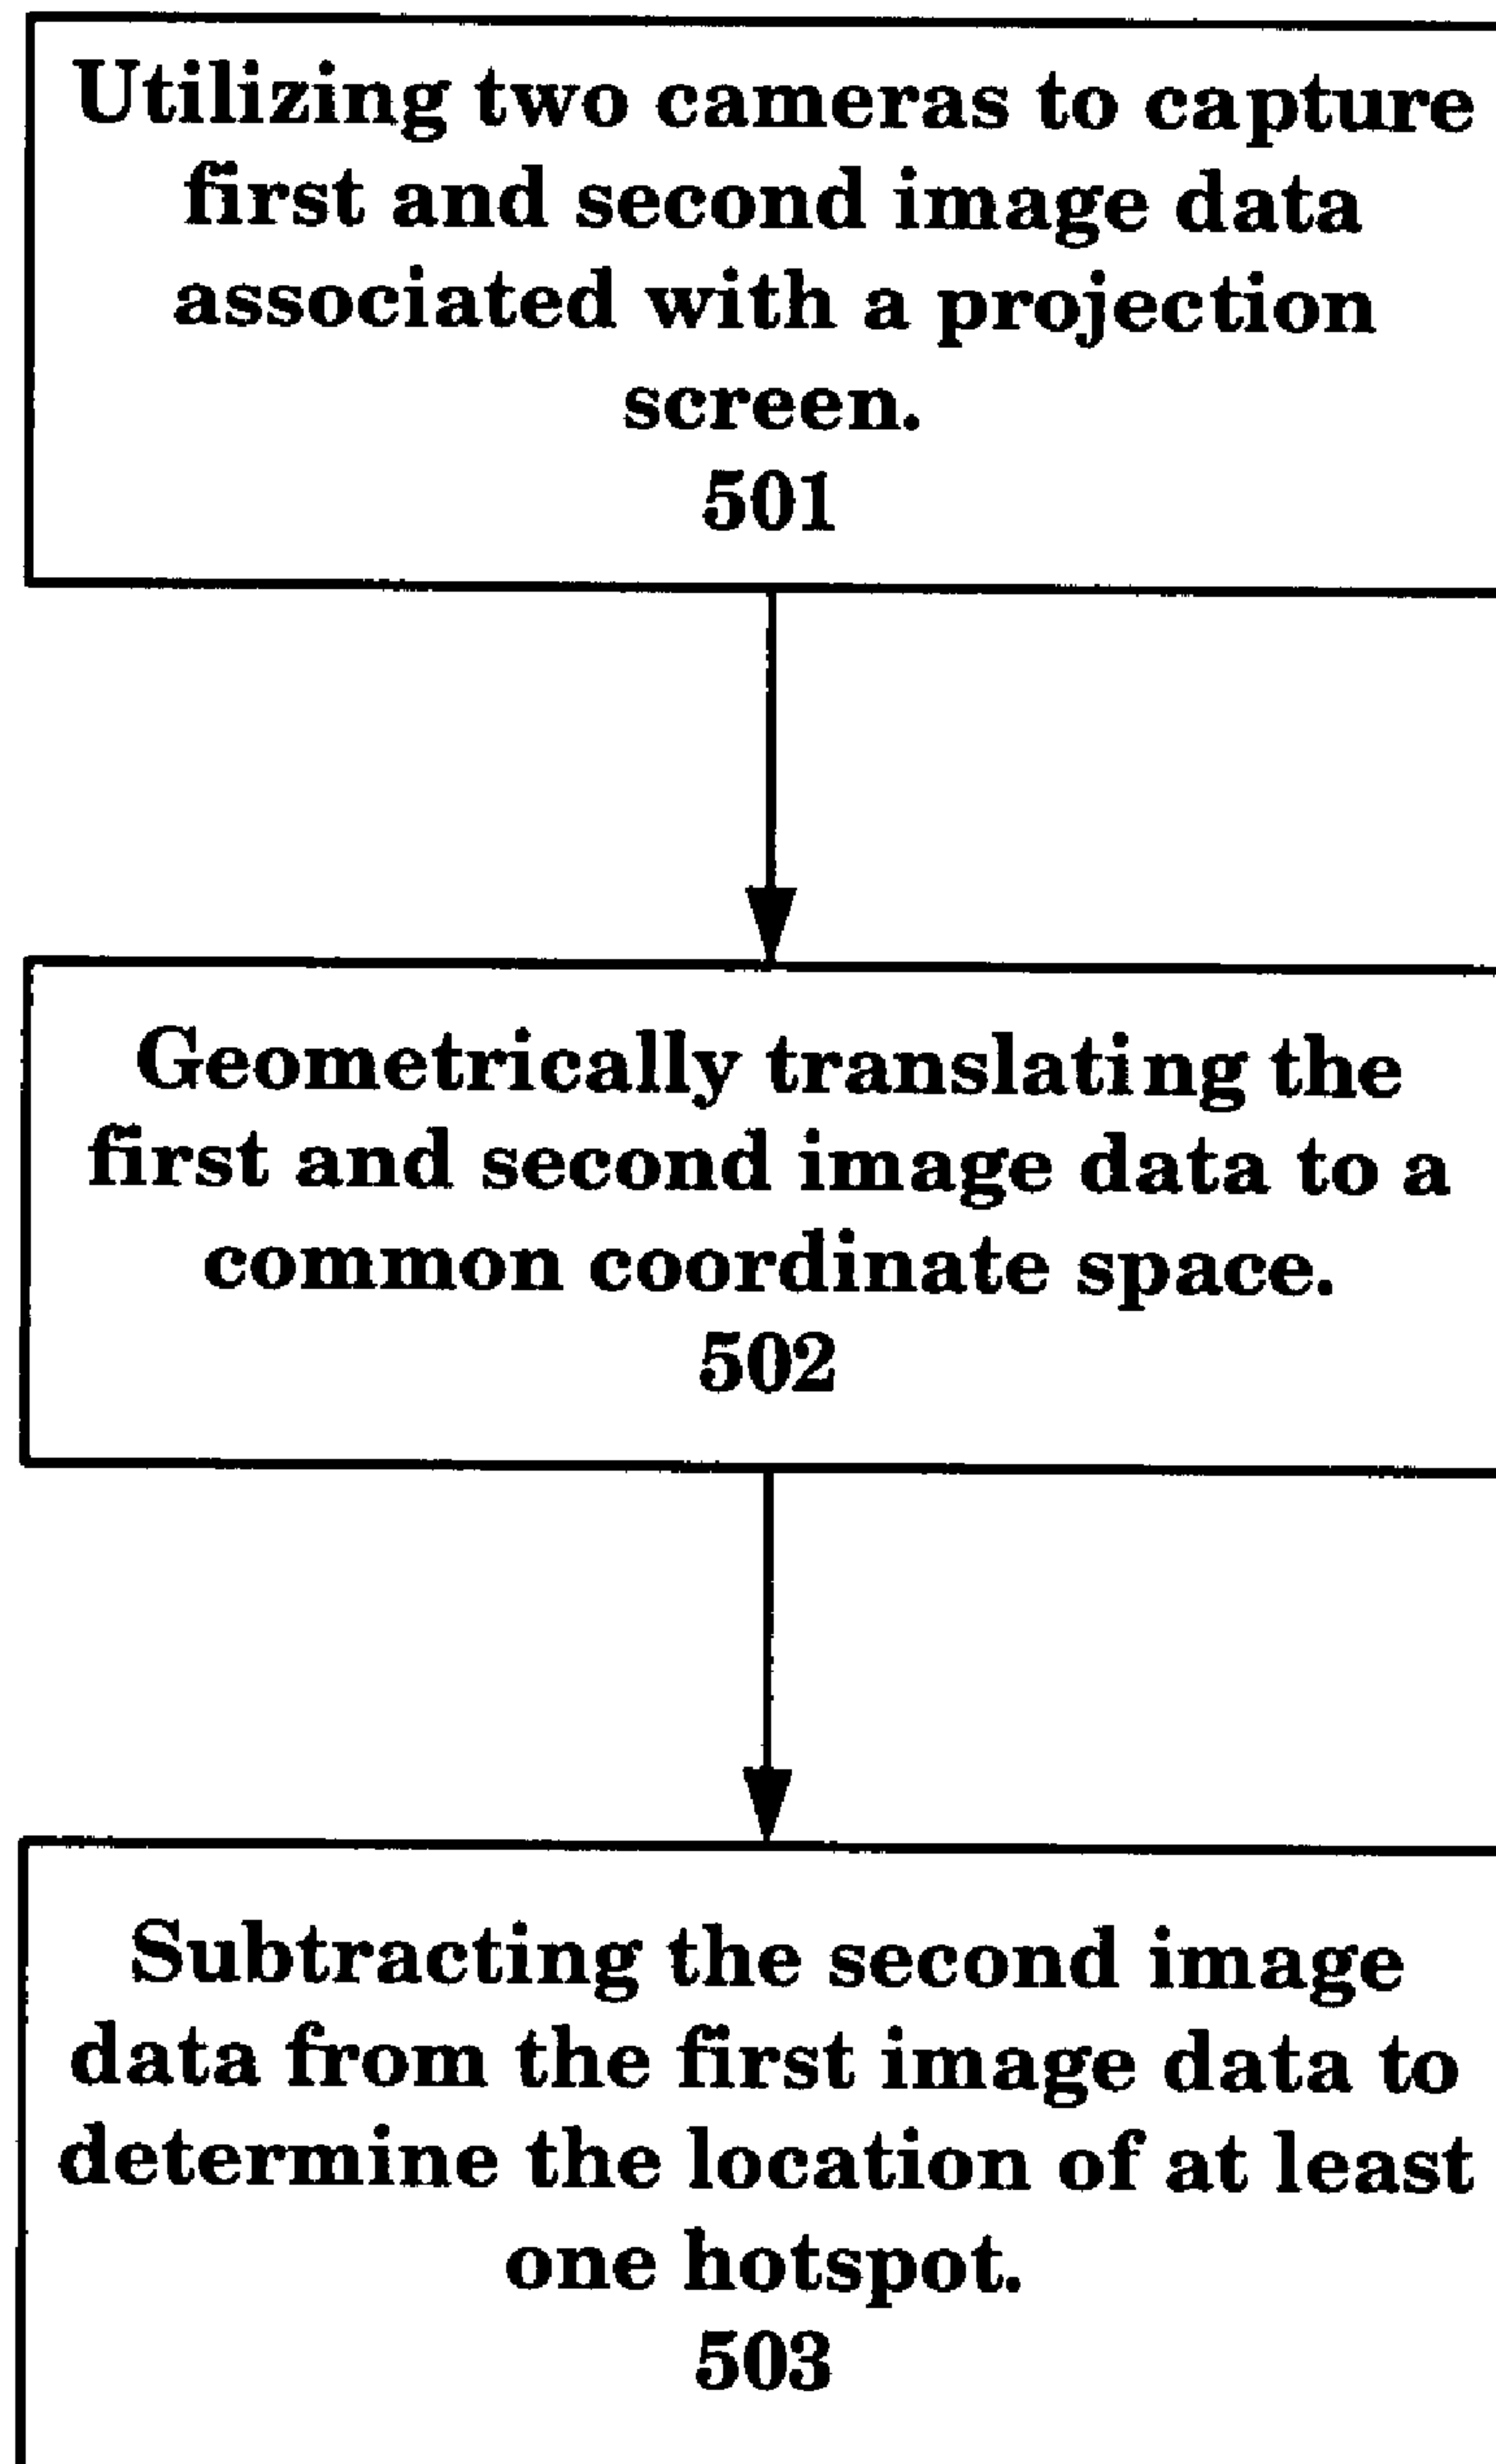 Utilizing two cameras to capture
first and second image data
associated with a projection
screen.
501
Geometrically translating the
first and second image data to a
common coordinate space.
502
Subtracting the second image
data from the first image data to
determine the location of at least
one hotspot.
503